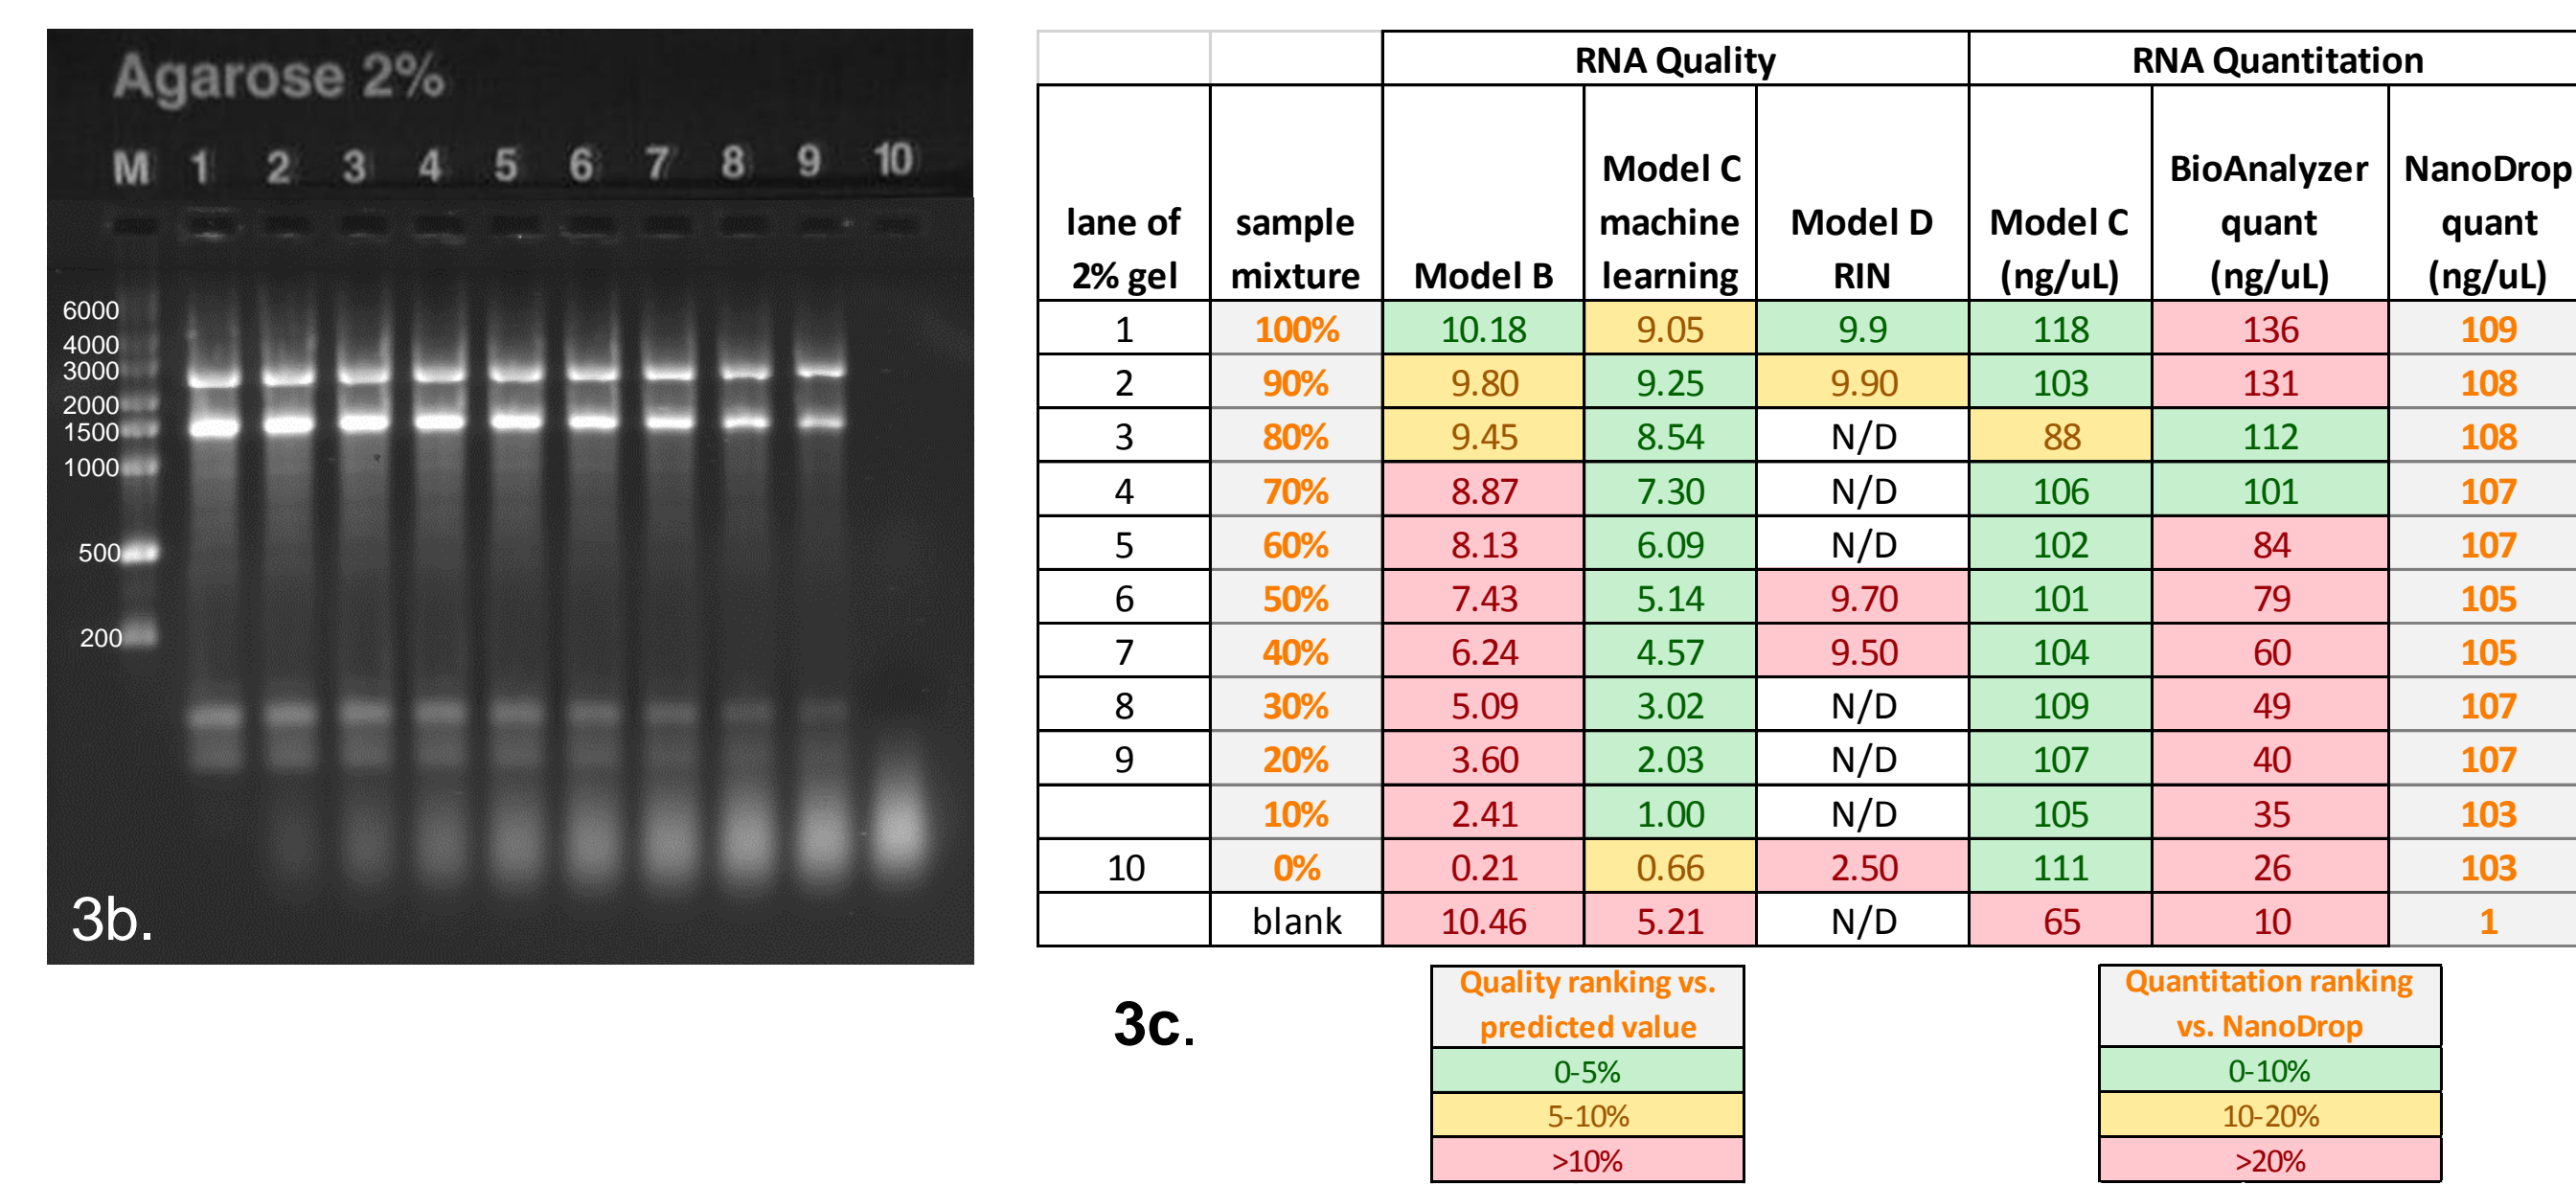 Agarose 2%
M 1 2 3 4 5 6 7 8 9 10
6000
4000
3000
2000
1500
1000
500
200
3b.
RNA Quality RNA Quantitation
lane of 2% gel sample mixture Model B Model C machine learning Model D RIN Model C (ng/uL) BioAnalyzer quant (ng/uL) NanoDrop quant (ng/uL)
1 100% 10.18 9.05 9.9 118 136 109
2 90% 9.80 9.25 9.90 103 131 108
3 80% 9.45 8.54 N/D 88 112 108
4 70% 8.87 7.30 N/D 106 101 107
5 60% 8.13 6.09 N/D 102 84 107
6 50% 7.43 5.14 9.70 101 79 105
7 40% 6.24 4.57 9.50 104 60 105
8 30% 5.09 3.02 N/D 109 49 107
9 20% 3.60 2.03 N/D 107 40 107
10% 2.41 1.00 N/D 105 35 103
10 0% 0.21 0.66 2.50 111 26 103
blank 10.46 5.21 N/D 65 10 1
3c.
Quality ranking vs.
predicted value
0-5%
5-10%
>10%
Quantitation ranking
vs. NanoDrop
0-10%
10-20%
>20%